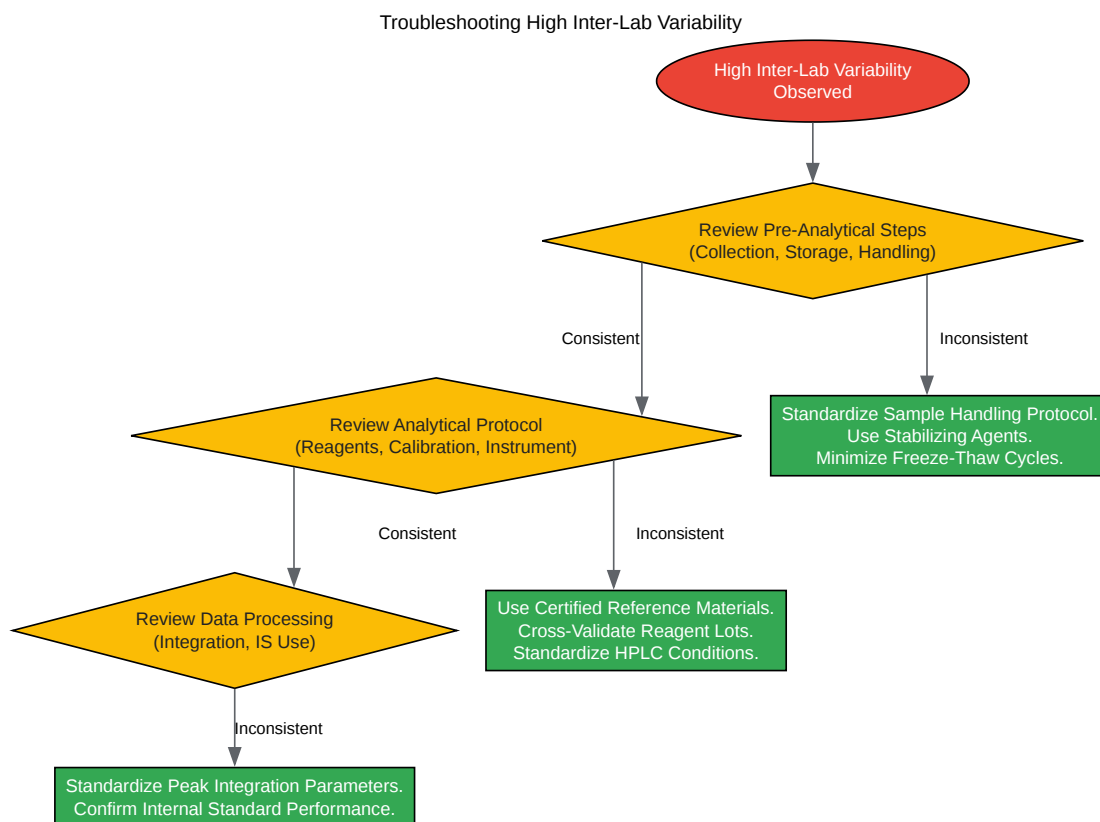 Troubleshooting High Inter-Lab Variability
High Inter-Lab Variability
Observed
Review Pre-Analytical Steps
(Collection, Storage, Handling)
Consistent
Inconsistent
Review Analytical Protocol
(Reagents, Calibration, Instrument)
Standardize Sample Handling Protocol.
Use Stabilizing Agents.
Minimize Freeze-Thaw Cycles.
Consistent
Inconsistent
Review Data Processing
(Integration, IS Use)
Use Certified Reference Materials.
Cross-Validate Reagent Lots.
Standardize HPLC Conditions.
Inconsistent
Standardize Peak Integration Parameters.
Confirm Internal Standard Performance.